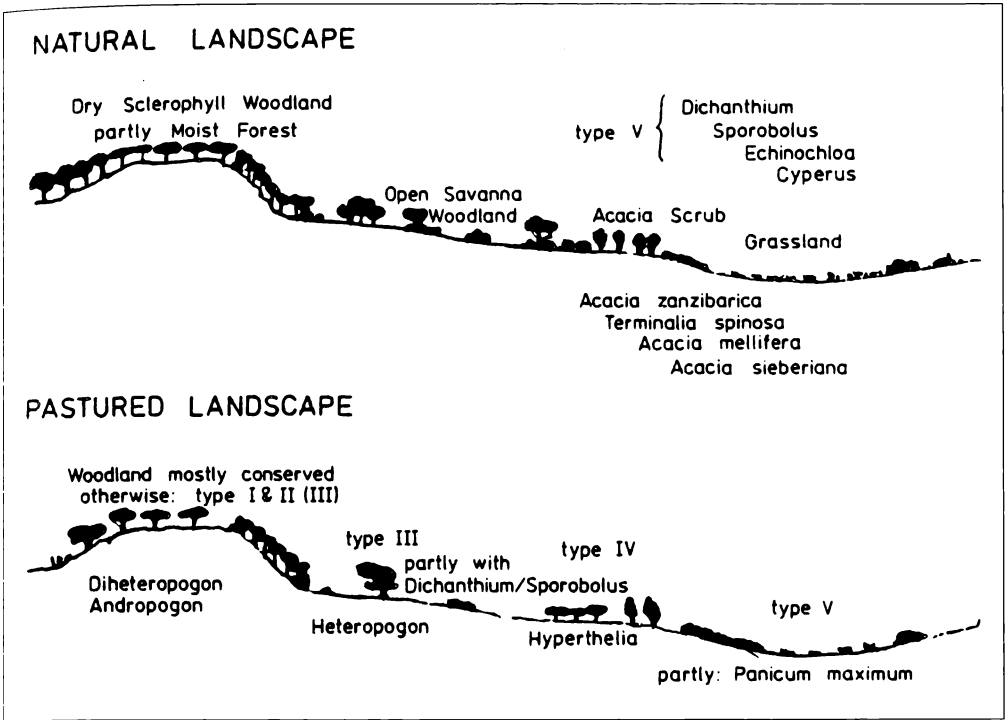 NATURAL LANDSCAPE
Dry Sclerophyll Woodland
partly Moist Forest
type V
Dichanthium
Sporobolus
Echinochloa
Cyperus
Open Savanna
Woodland
Acacia Scrub
Grassland
Acacia zanzibarica
Terminalia spinosa
Acacia mellifera
Acacia sieberiana
PASTURED LANDSCAPE
Woodland mostly conserved
otherwise: type I & II (III)
type III
partly with
Dichanthium/Sporobolus
type IV
type V
Diheteropogon
Andropogon
Heteropogon
Hyperthelia
partly: Panicum maximum